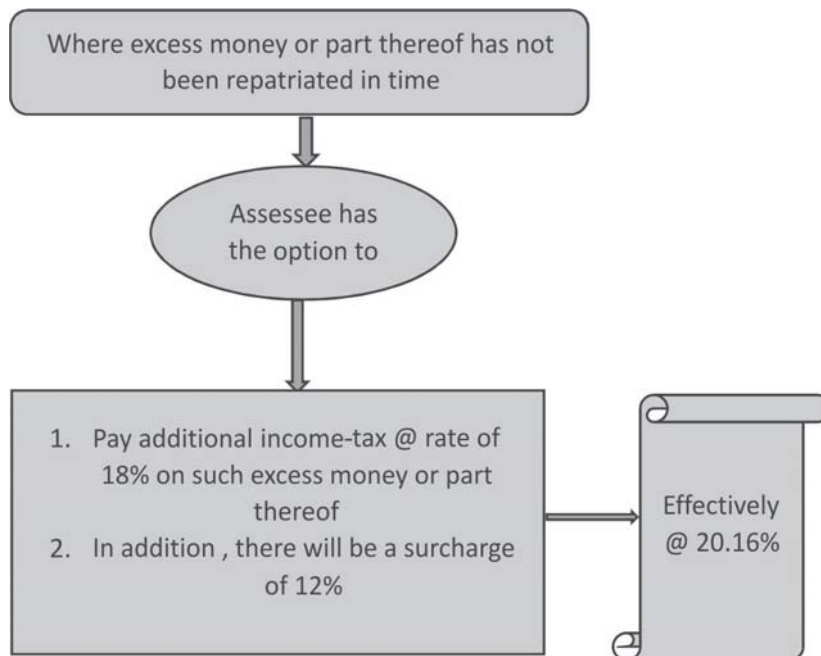 Where excess money or part thereof has not
been repatriated in time
Assessee has
the option to
1. Pay additional income-tax @ rate of
18% on such excess money or part
thereof
2. In addition , there will be a surcharge
of 12%
Effectively
@ 20.16%